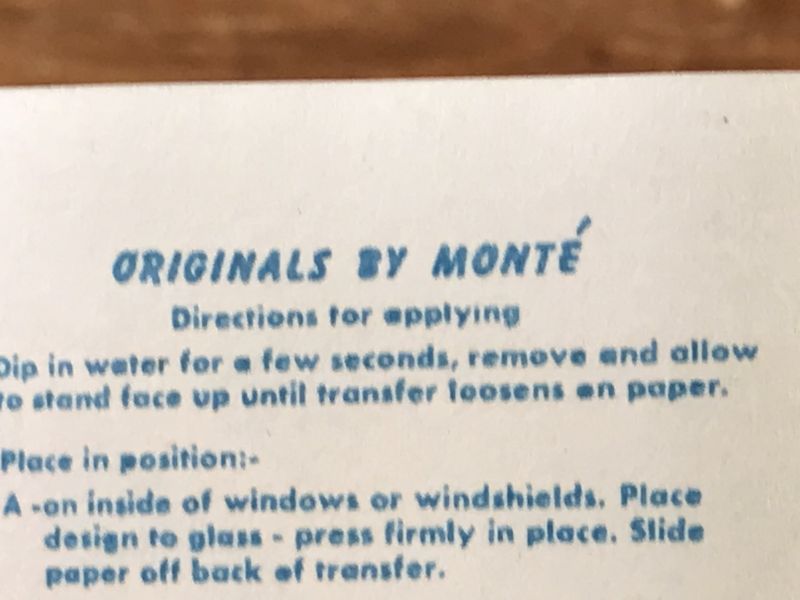 ORIGINALS BY MONTÉ
Directions for applying
Dip in water for a few seconds, remove and allow
to stand face up until transfer loosens on paper.
Place in position:-
A -on inside of windows or windshields. Place
design to glass - press firmly in place. Slide
paper off back of transfer.